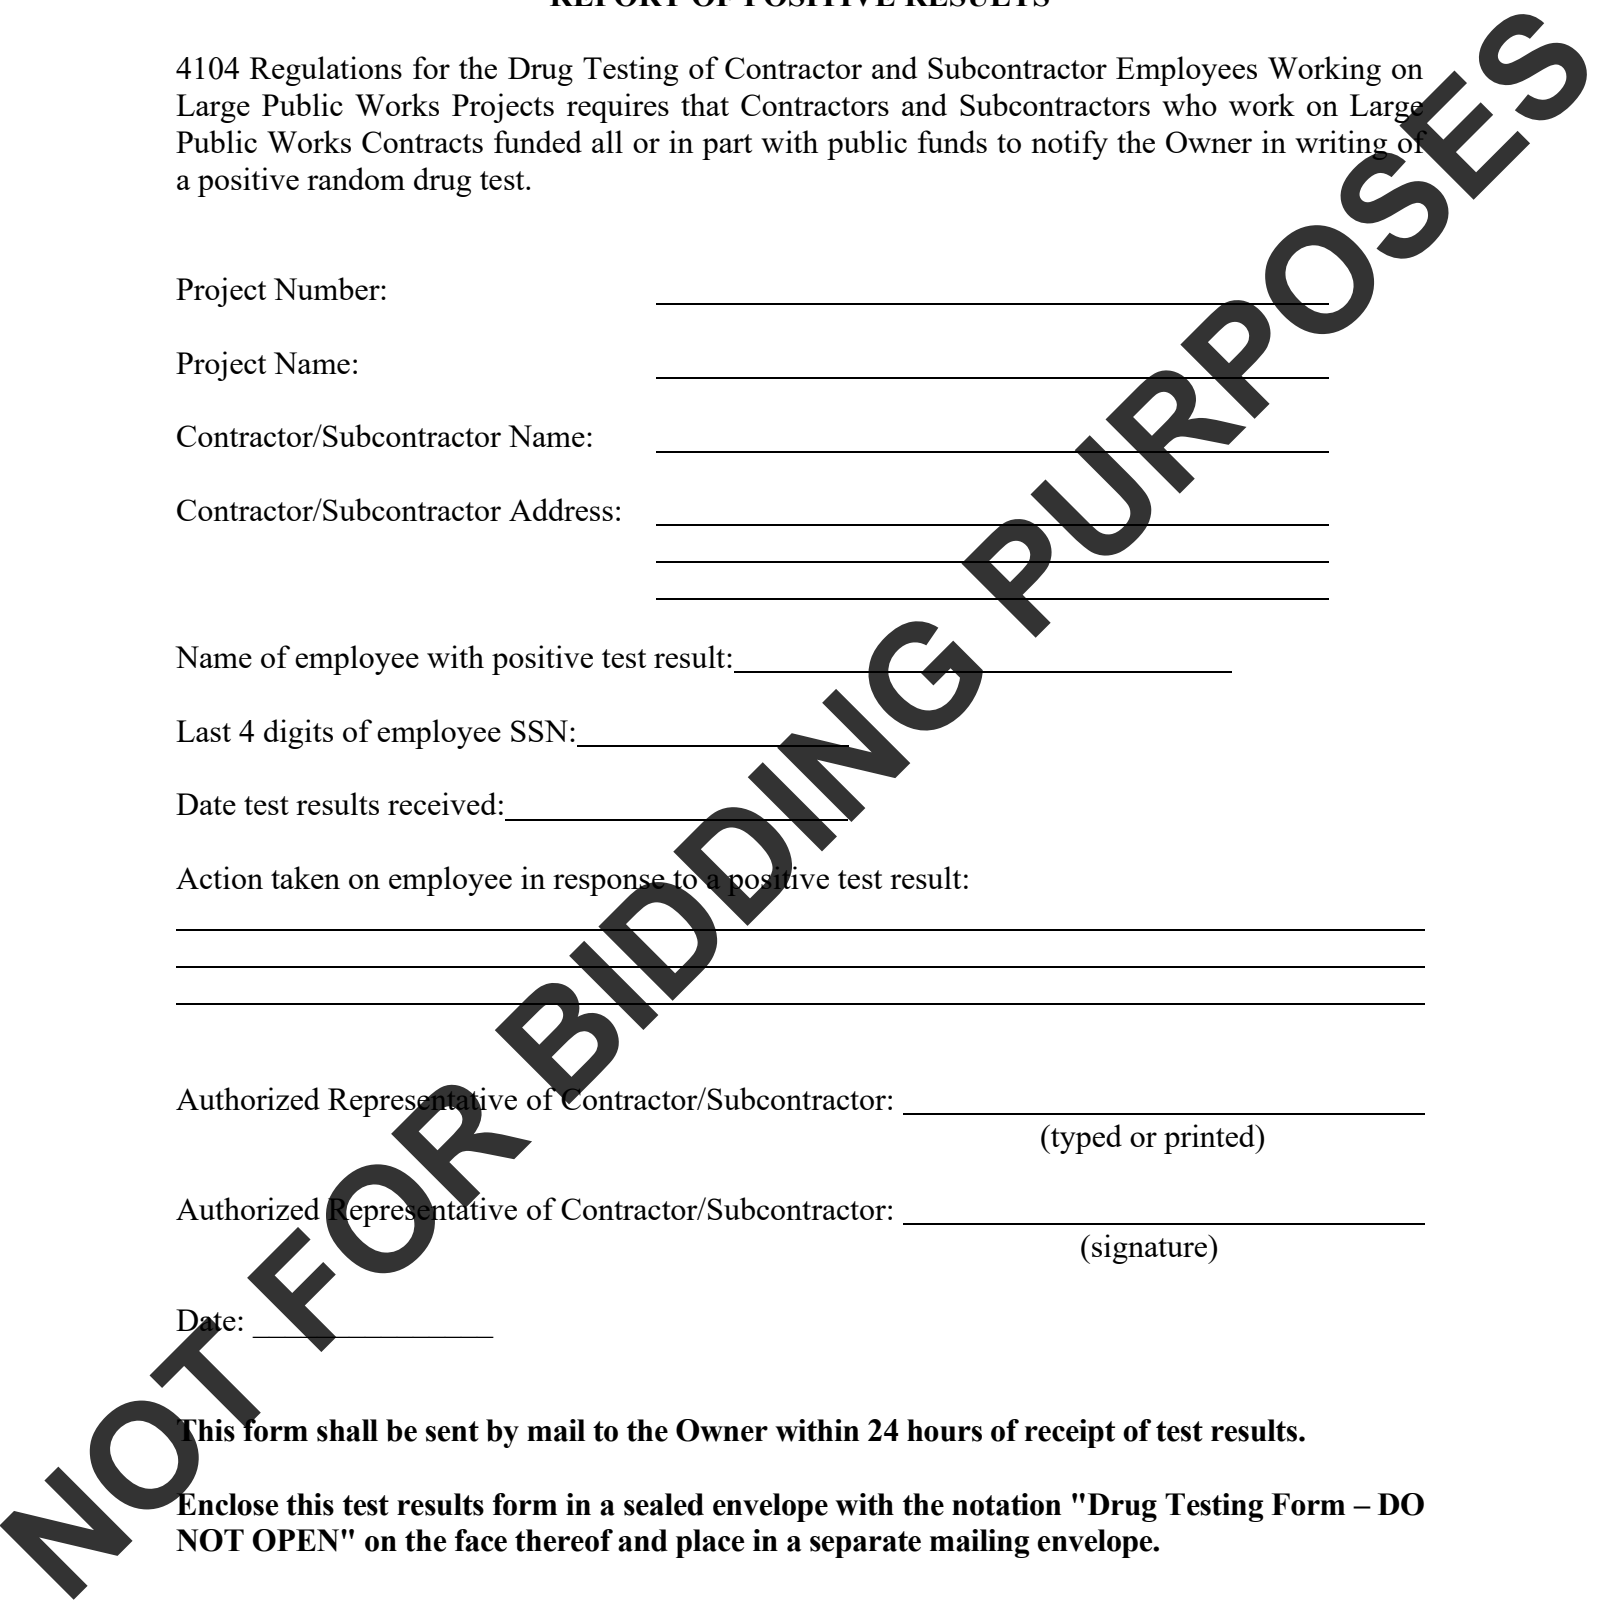 REPORT OF POSITIVE RESULTS
4104 Regulations for the Drug Testing of Contractor and Subcontractor Employees Working on
Large Public Works Projects requires that Contractors and Subcontractors who work on Large
Public Works Contracts funded all or in part with public funds to notify the Owner in writing of
a positive random drug test.
Project Number:
Project Name:
Contractor/Subcontractor Name:
Contractor/Subcontractor Address:
Name of employee with positive test result:
Last 4 digits of employee SSN:
Date test results received:
Action taken on employee in response to a positive test result:
Authorized Representative of Contractor/Subcontractor:
(typed or printed)
Authorized Representative of Contractor/Subcontractor:
(signature)
Date:
This form shall be sent by mail to the Owner within 24 hours of receipt of test results.
Enclose this test results form in a sealed envelope with the notation "Drug Testing Form – DO
NOT OPEN" on the face thereof and place in a separate mailing envelope.
NOT FOR BIDDING PURPOSES